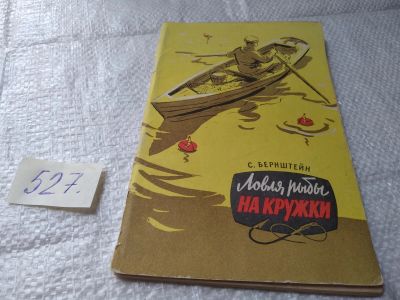 527.
С. БЕРНШТЕЙН
Ловля рыбы
НА КРУЖКИ